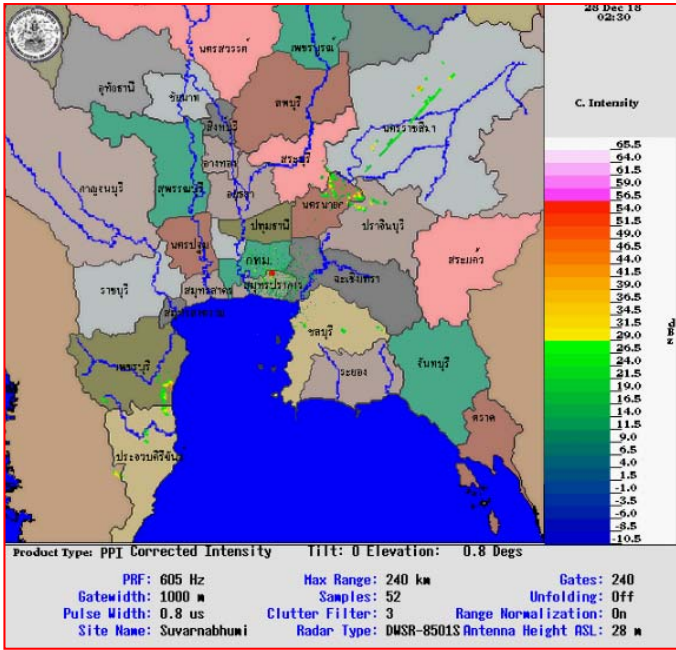 28 Dec 18
02:30
C. Intensity
65.5
64.0
61.5
59.0
56.5
54.0
51.5
49.0
46.5
44.0
41.5
39.0
36.5
34.0
31.5
29.0
26.5
24.0
21.5
19.0
16.5
14.0
11.5
9.0
6.5
4.0
1.5
-1.0
-3.5
-6.0
-8.5
-10.5
นครสวรรค์
เพชรบูรณ์
อุทัยธานี
ชัยนาท
ลพบุรี
สิงห์บุรี
นครราชสีมา
อ่างทอง
สระบุรี
กาญจนบุรี
สุพรรณบุรี
อยุธยา
นครนายก
ปราจีนบุรี
ปทุมธานี
นครปฐม
สระแก้ว
กทม.
ฉะเชิงเทรา
ราชบุรี
สมุทรสาคร
สมุทรปราการ
สมุทรสงคราม
ชลบุรี
เพชรบุรี
ระยอง
จันทบุรี
ตราด
ประจวบคีรีขันธ์
Product Type: PPI Corrected Intensity Tilt: 0 Elevation: 0.8 Degs
PRF: 605 Hz Max Range: 240 km Gates: 240
Gatewidth: 1000 m Samples: 52 Unfolding: Off
Pulse Width: 0.8 us Clutter Filter: 3 Range Normalization: On
Site Name: Suvarnabhumi Radar Type: DWSR-8501S Antenna Height ASL: 28 m